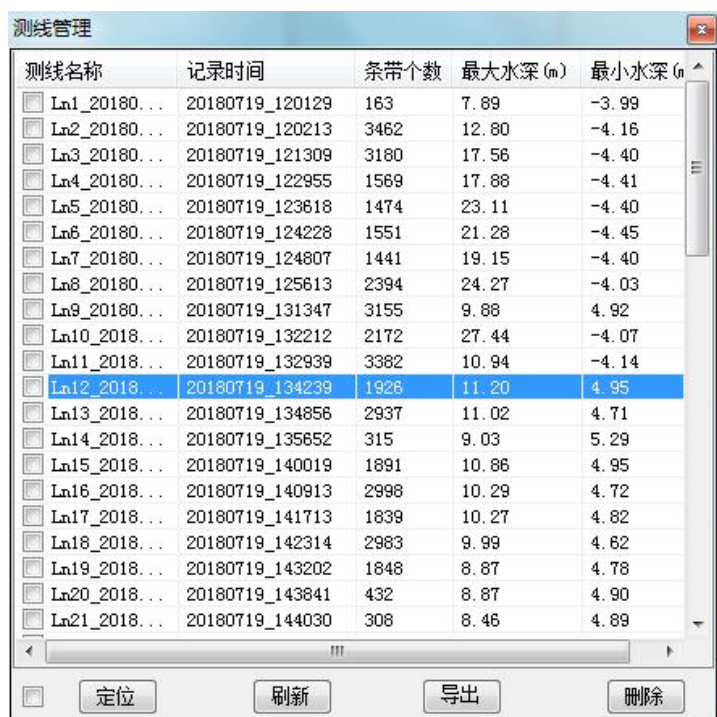 测线管理
测线名称 记录时间 条带个数 最大水深(m) 最小水深(m
Ln1_20180... 20180719_120129 163 7.89 -3.99
Ln2_20180... 20180719_120213 3462 12.80 -4.16
Ln3_20180... 20180719_121309 3180 17.56 -4.40
Ln4_20180... 20180719_122955 1569 17.88 -4.41
Ln5_20180... 20180719_123618 1474 23.11 -4.40
Ln6_20180... 20180719_124228 1551 21.28 -4.45
Ln7_20180... 20180719_124807 1441 19.15 -4.40
Ln8_20180... 20180719_125613 2394 24.27 -4.03
Ln9_20180... 20180719_131347 3155 9.88 4.92
Ln10_2018... 20180719_132212 2172 27.44 -4.07
Ln11_2018... 20180719_132939 3382 10.94 -4.14
Ln12_2018... 20180719_134239 1926 11.20 4.95
Ln13_2018... 20180719_134856 2937 11.02 4.71
Ln14_2018... 20180719_135652 315 9.03 5.29
Ln15_2018... 20180719_140019 1891 10.86 4.95
Ln16_2018... 20180719_140913 2998 10.29 4.72
Ln17_2018... 20180719_141713 1839 10.27 4.82
Ln18_2018... 20180719_142314 2983 9.99 4.62
Ln19_2018... 20180719_143202 1848 8.87 4.78
Ln20_2018... 20180719_143841 432 8.87 4.90
Ln21_2018... 20180719_144030 308 8.46 4.89
定位 刷新 导出 删除